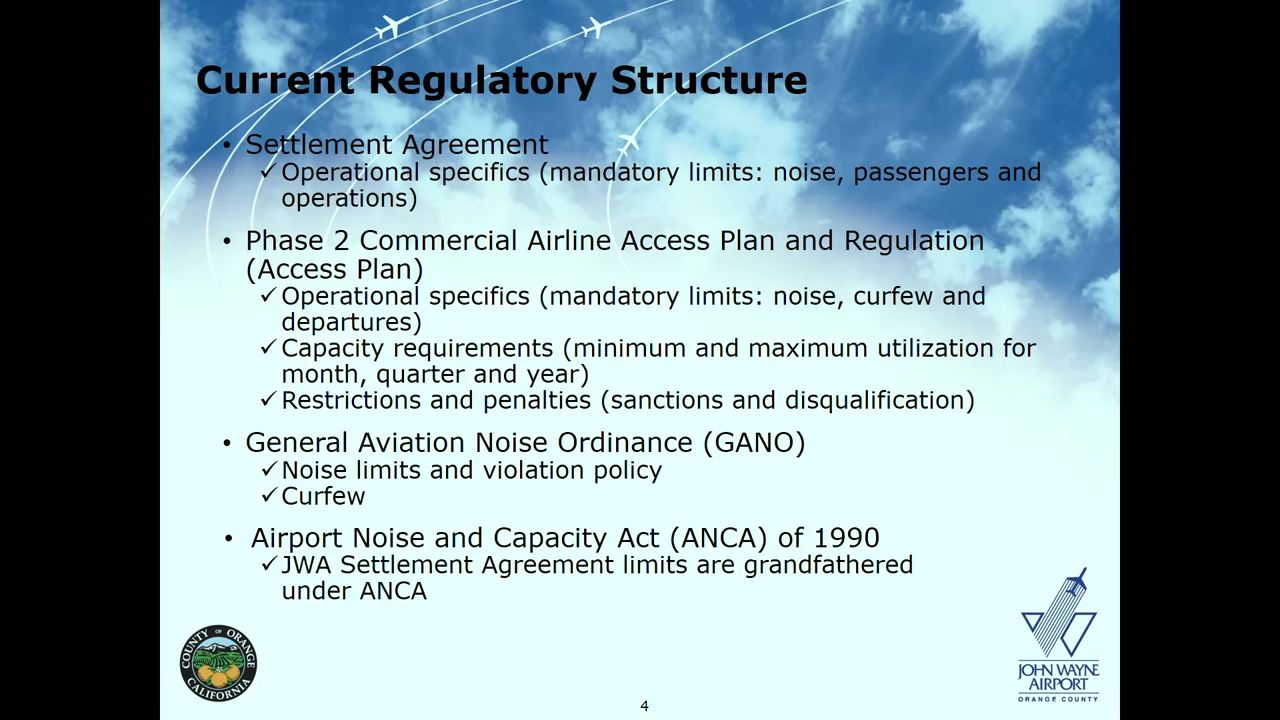 Current Regulatory Structure
• Settlement Agreement
✓Operational specifics (mandatory limits: noise, passengers and
operations)
• Phase 2 Commercial Airline Access Plan and Regulation
(Access Plan)
✓Operational specifics (mandatory limits: noise, curfew and
departures)
✓Capacity requirements (minimum and maximum utilization for
month, quarter and year)
✓Restrictions and penalties (sanctions and disqualification)
• General Aviation Noise Ordinance (GANO)
✓Noise limits and violation policy
✓Curfew
• Airport Noise and Capacity Act (ANCA) of 1990
✓JWA Settlement Agreement limits are grandfathered
under ANCA
COUNTY OF ORANGE
CALIFORNIA
JOHN WAYNE
AIRPORT
ORANGE COUNTY
4